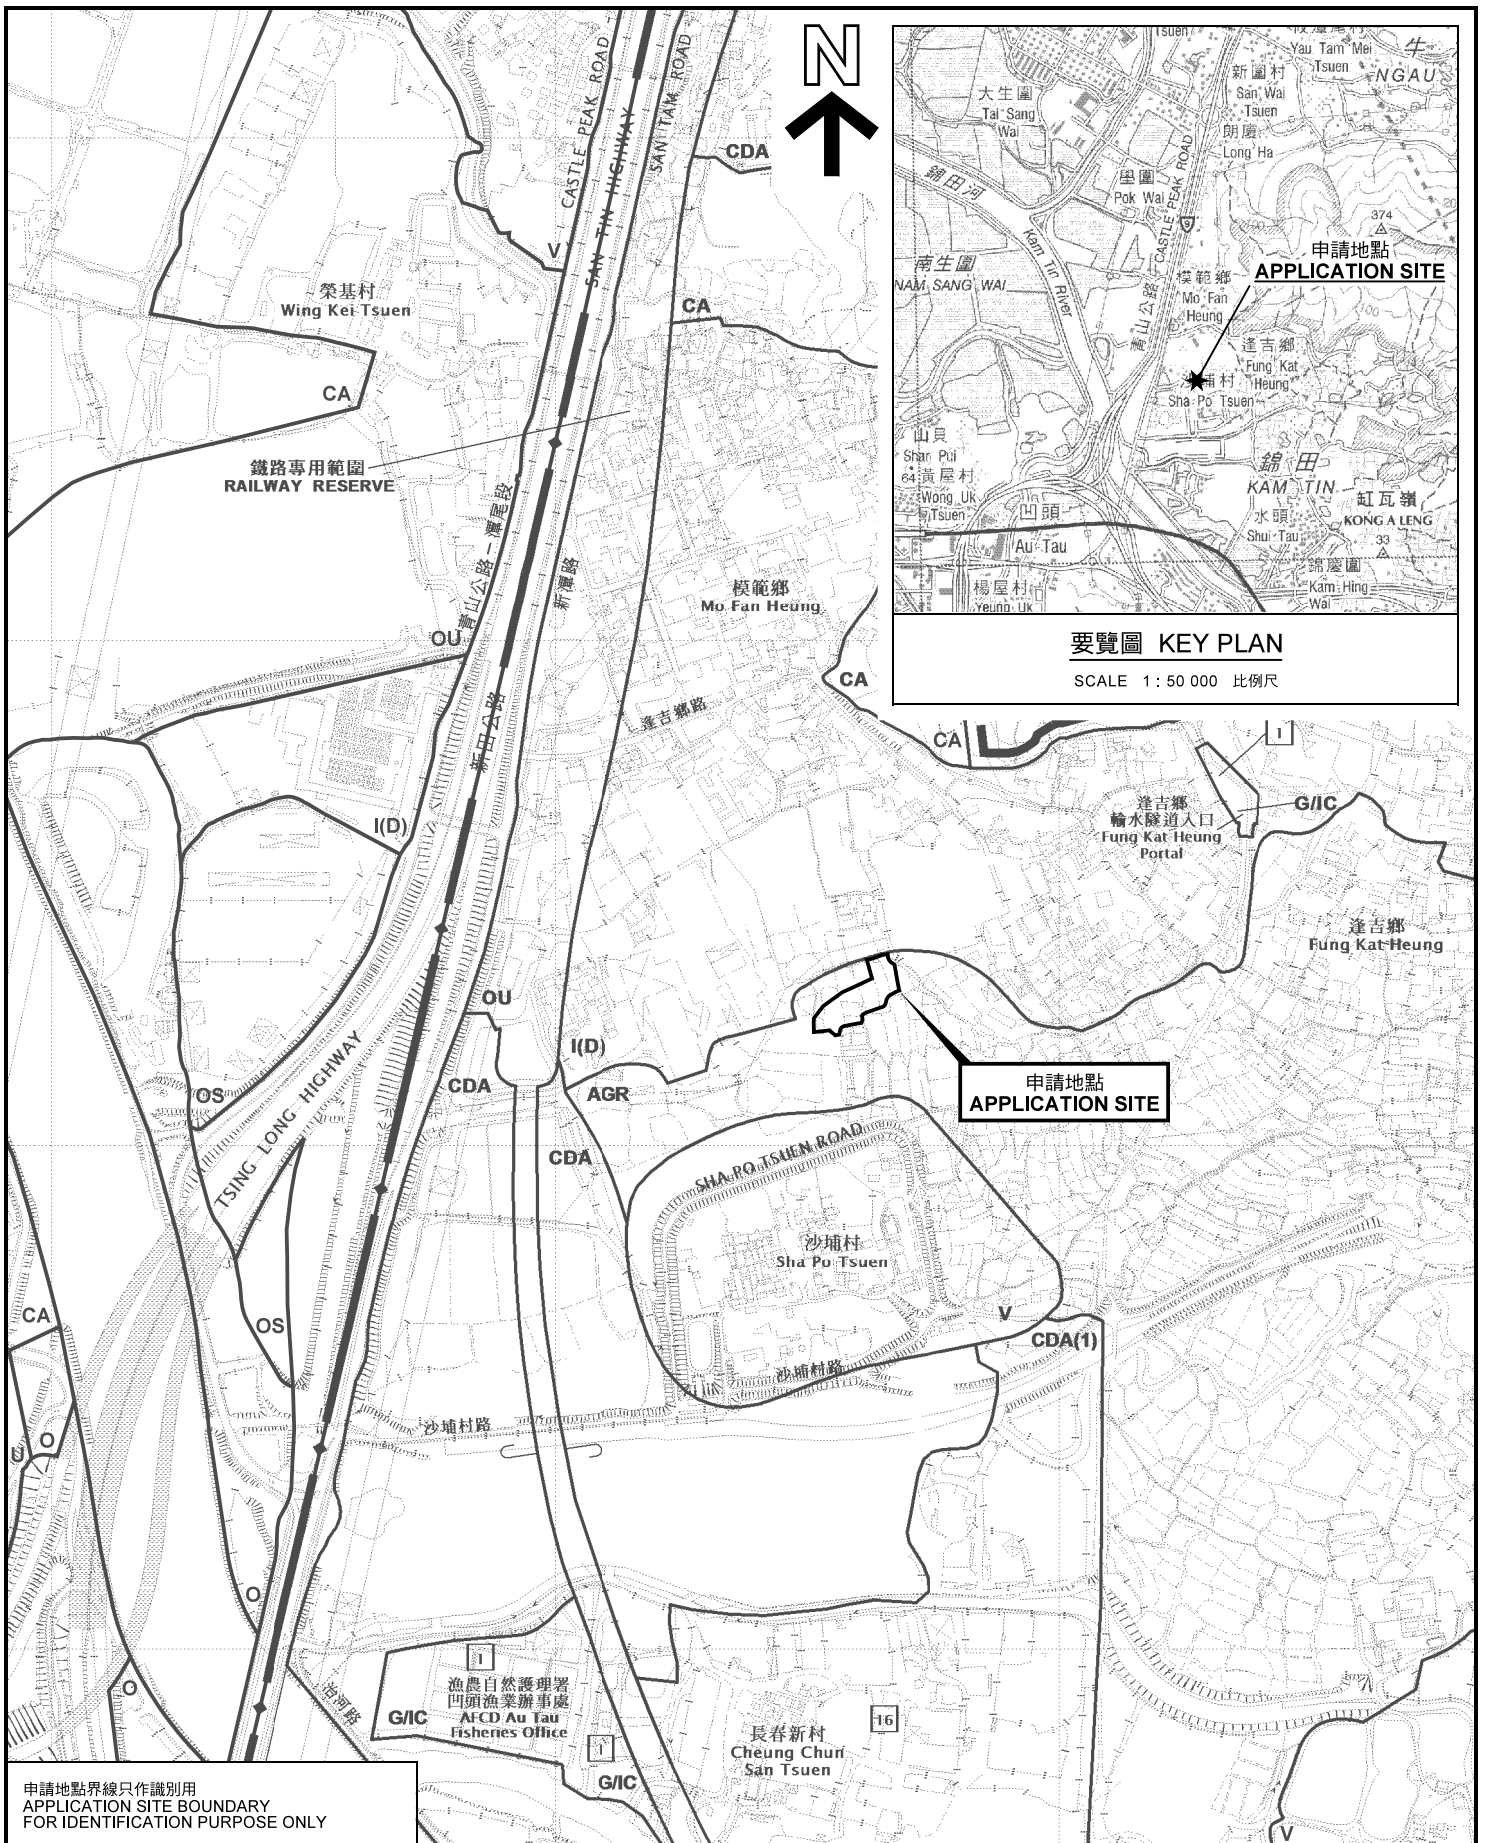 N
CASTLE PEAK ROAD
SAN TIN HIGHWAY
SAN TAM ROAD
CDA
V
CA
榮基村
Wing Kei Tsuen
CA
鐵路專用範圍
RAILWAY RESERVE
青山公路－潭尾段
新潭路
新田公路
模範鄉
Mo Fan Heung
OU
CA
逢吉鄉路
CA
1
G/IC
逢吉鄉
輸水隧道入口
Fung Kat Heung
Portal
逢吉鄉
Fung Kat Heung
I(D)
OU
I(D)
CDA
AGR
CDA
OS
TSING LONG HIGHWAY
OS
申請地點
APPLICATION SITE
SHA PO TSUEN ROAD
沙埔村
Sha Po Tsuen
V
CDA(1)
沙埔村路
沙埔村路
CA
U
O
O
O
治河路
1
漁農自然護理署
凹頭漁業辦事處
AFCD Au Tau
Fisheries Office
G/IC
1
G/IC
16
長春新村
Cheung Chun
San Tsuen
V
申請地點界線只作識別用
APPLICATION SITE BOUNDARY
FOR IDENTIFICATION PURPOSE ONLY
Tsuen
Yau Tam Mei
Tsuen
牛
NGAU
新圍村
San Wai
Tsuen
大生圍
Tai Sang
Wai
朗廈
Long Ha
錦田河
Kam Tin River
壆圍
Pok Wai
CASTLE PEAK ROAD
青山公路
9
374
申請地點
APPLICATION SITE
南生圍
NAM SANG WAI
模範鄉
Mo Fan
Heung
逢吉鄉
Fung Kat
Heung
沙埔村
Sha Po Tsuen
山貝
Shan Pui
64
黃屋村
Wong Uk
Tsuen
凹頭
Au Tau
錦田
KAM TIN
水頭
Shui Tau
缸瓦嶺
KONG A LENG
33
錦慶圍
Kam Hing
Wai
楊屋村
Yeung Uk
要覽圖 KEY PLAN
SCALE 1 : 50 000 比例尺